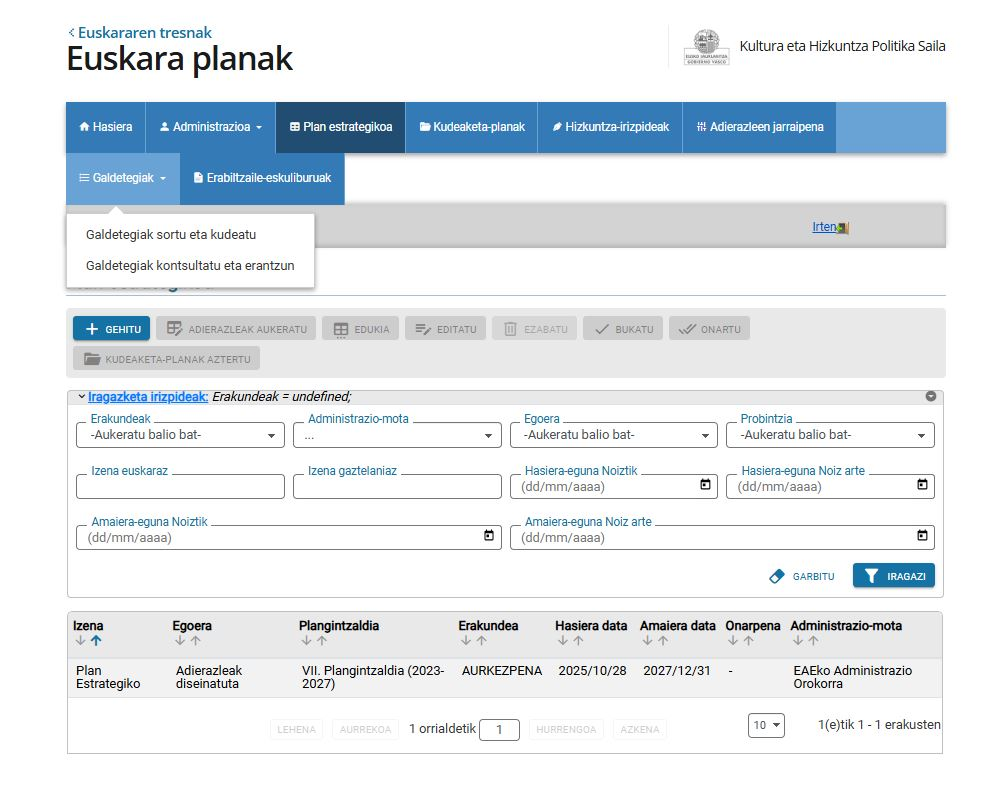 Euskararen tresnak
Euskara planak
EUSKO JAURLARITZA
GOBIERNO VASCO
Kultura eta Hizkuntza Politika Saila
Hasiera
Administrazioa
Plan estrategikoa
Kudeaketa-planak
Hizkuntza-irizpideak
Adierazleen jarraipena
Galdetegiak
Erabiltzaile-eskuliburuak
Galdetegiak sortu eta kudeatu
Galdetegiak kontsultatu eta erantzun
Irten
GEHITU
ADIERAZLEAK AUKERATU
EDUKIA
EDITATU
EZABATU
BUKATU
ONARTU
KUDEAKETA-PLANAK AZTERTU
Iragazketa irizpideak: Erakundeak = undefined;
Erakundeak
Administrazio-mota
Egoera
Probintzia
-Aukeratu balio bat-
...
-Aukeratu balio bat-
-Aukeratu balio bat-
Izena euskaraz
Izena gaztelaniaz
Hasiera-eguna Noiztik
Hasiera-eguna Noiz arte
(dd/mm/aaaa)
(dd/mm/aaaa)
Amaiera-eguna Noiztik
Amaiera-eguna Noiz arte
(dd/mm/aaaa)
(dd/mm/aaaa)
GARBITU
IRAGAZI
Izena
Egoera
Plangintzaldia
Erakundea
Hasiera data
Amaiera data
Onarpena
Administrazio-mota
Plan
Estrategiko
Adierazleak
diseinatuta
VII. Plangintzaldia (2023-
2027)
AURKEZPENA
2025/10/28
2027/12/31
-
EAEko Administrazio
Orokorra
LEHENA
AURREKOA
1 orrialdetik
1
HURRENGOA
AZKENA
10
1(e)tik 1 - 1 erakusten